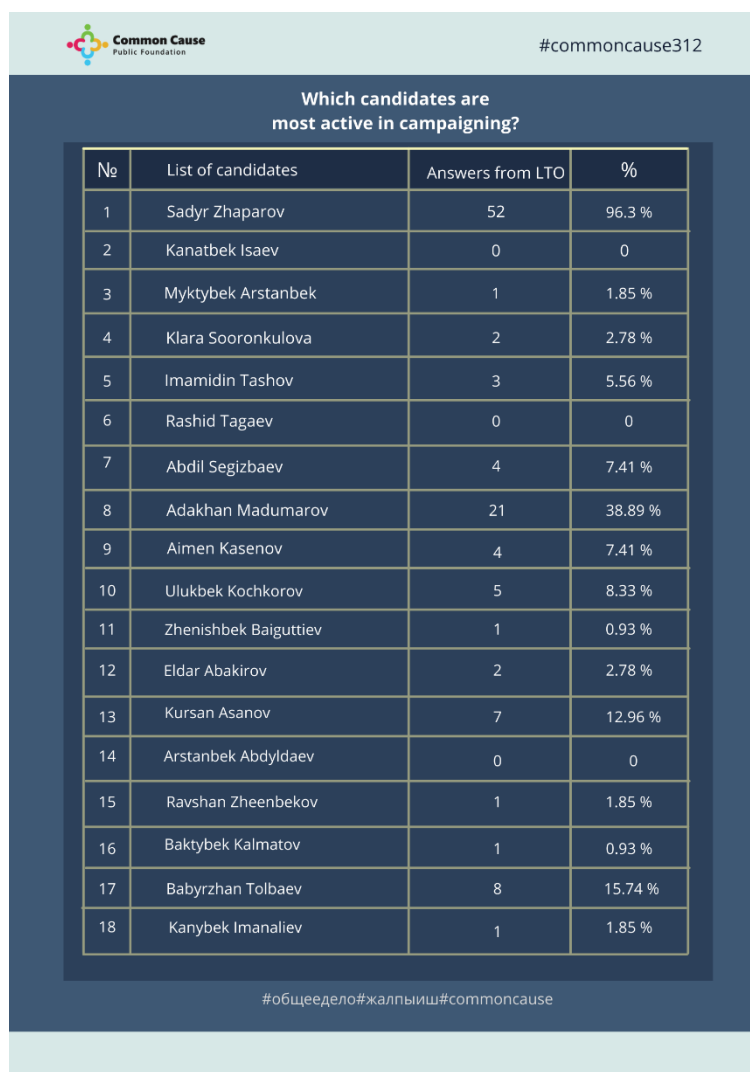 Common Cause
Public Foundation
#commoncause312
Which candidates are
most active in campaigning?
№ List of candidates Answers from LTO %
1 Sadyr Zhaparov 52 96.3 %
2 Kanatbek Isaev 0 0
3 Myktybek Arstanbek 1 1.85 %
4 Klara Sooronkulova 2 2.78 %
5 Imamidin Tashov 3 5.56 %
6 Rashid Tagaev 0 0
7 Abdil Segizbaev 4 7.41 %
8 Adakhan Madumarov 21 38.89 %
9 Aimen Kasenov 4 7.41 %
10 Ulukbek Kochkorov 5 8.33 %
11 Zhenishbek Baiguttiev 1 0.93 %
12 Eldar Abakirov 2 2.78 %
13 Kursan Asanov 7 12.96 %
14 Arstanbek Abdyldaev 0 0
15 Ravshan Zheenbekov 1 1.85 %
16 Baktybek Kalmatov 1 0.93 %
17 Babyrzhan Tolbaev 8 15.74 %
18 Kanybek Imanaliev 1 1.85 %
#общеедело#жалпыиш#commoncause